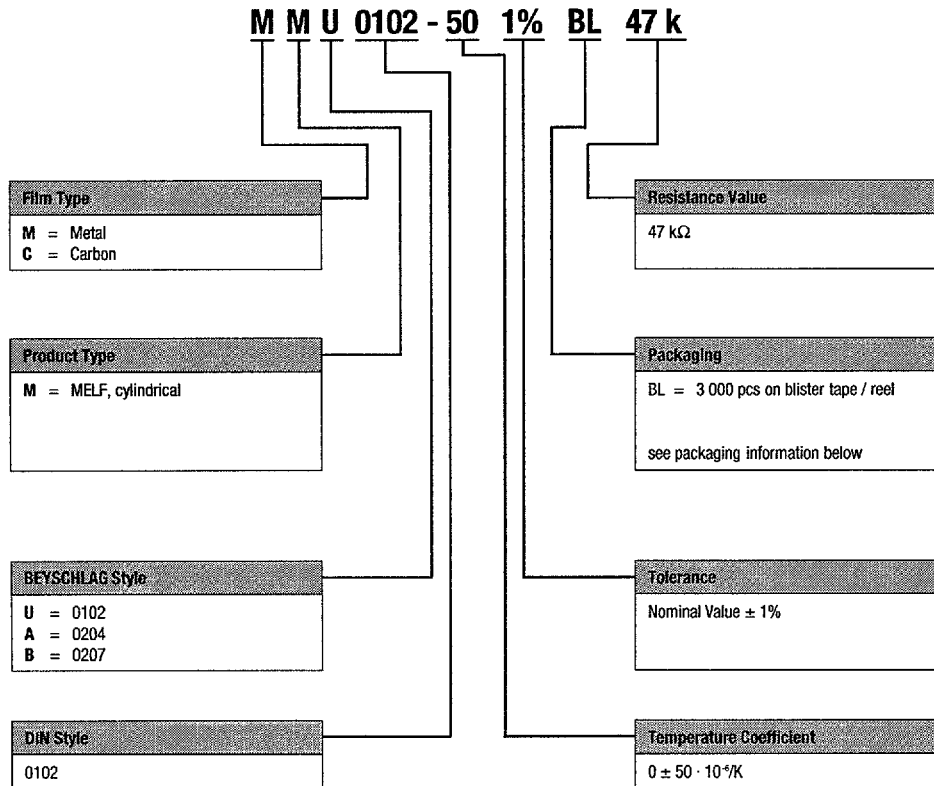 M M U 0102 - 50 1% BL 47 k
Film Type
M = Metal
C = Carbon
Product Type
M = MELF, cylindrical
BEYSCHLAG Style
U = 0102
A = 0204
B = 0207
DIN Style
0102
Resistance Value
47 kΩ
Packaging
BL = 3 000 pcs on blister tape / reel
see packaging information below
Tolerance
Nominal Value ± 1%
Temperature Coefficient
0 ± 50 · 10⁻⁶/K